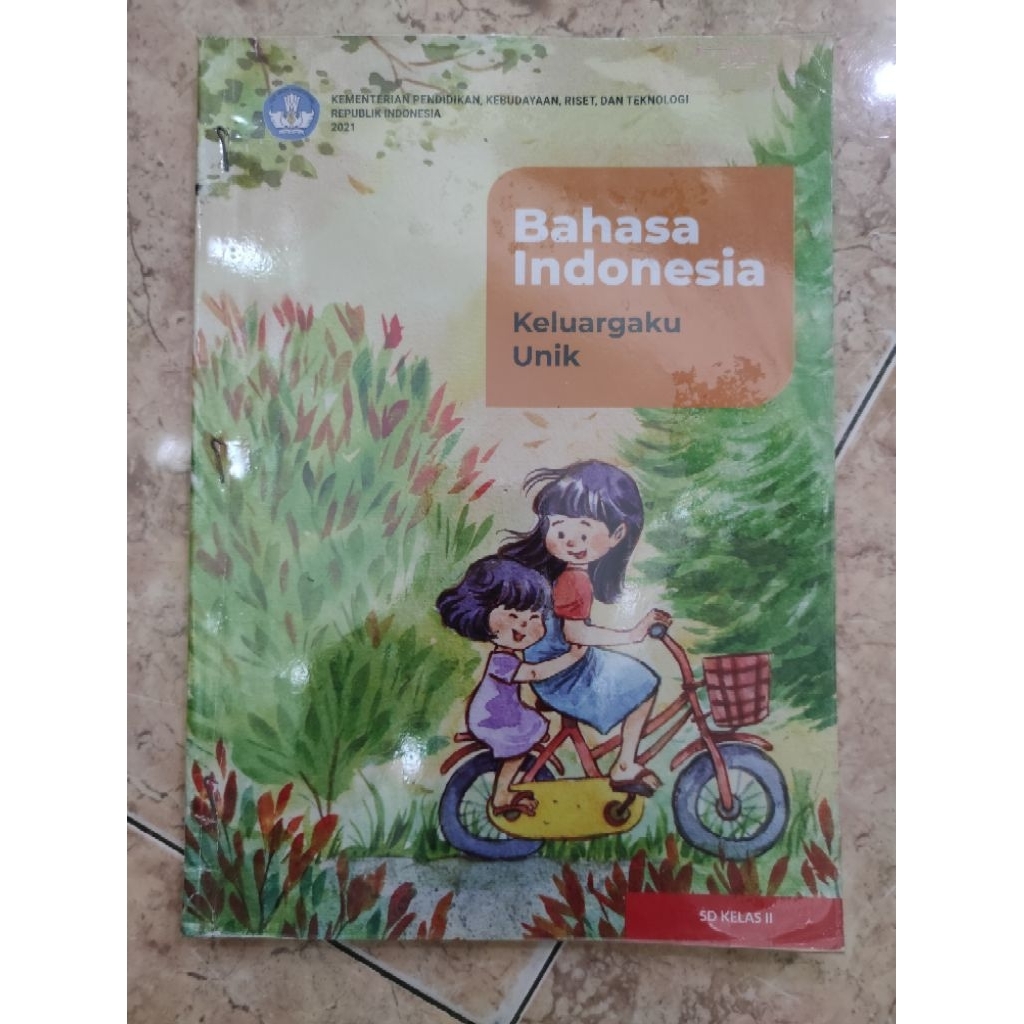 KEMENTERIAN PENDIDIKAN, KEBUDAYAAN, RISET, DAN TEKNOLOGI
REPUBLIK INDONESIA
2021
Bahasa
Indonesia
Keluargaku
Unik
SD KELAS II